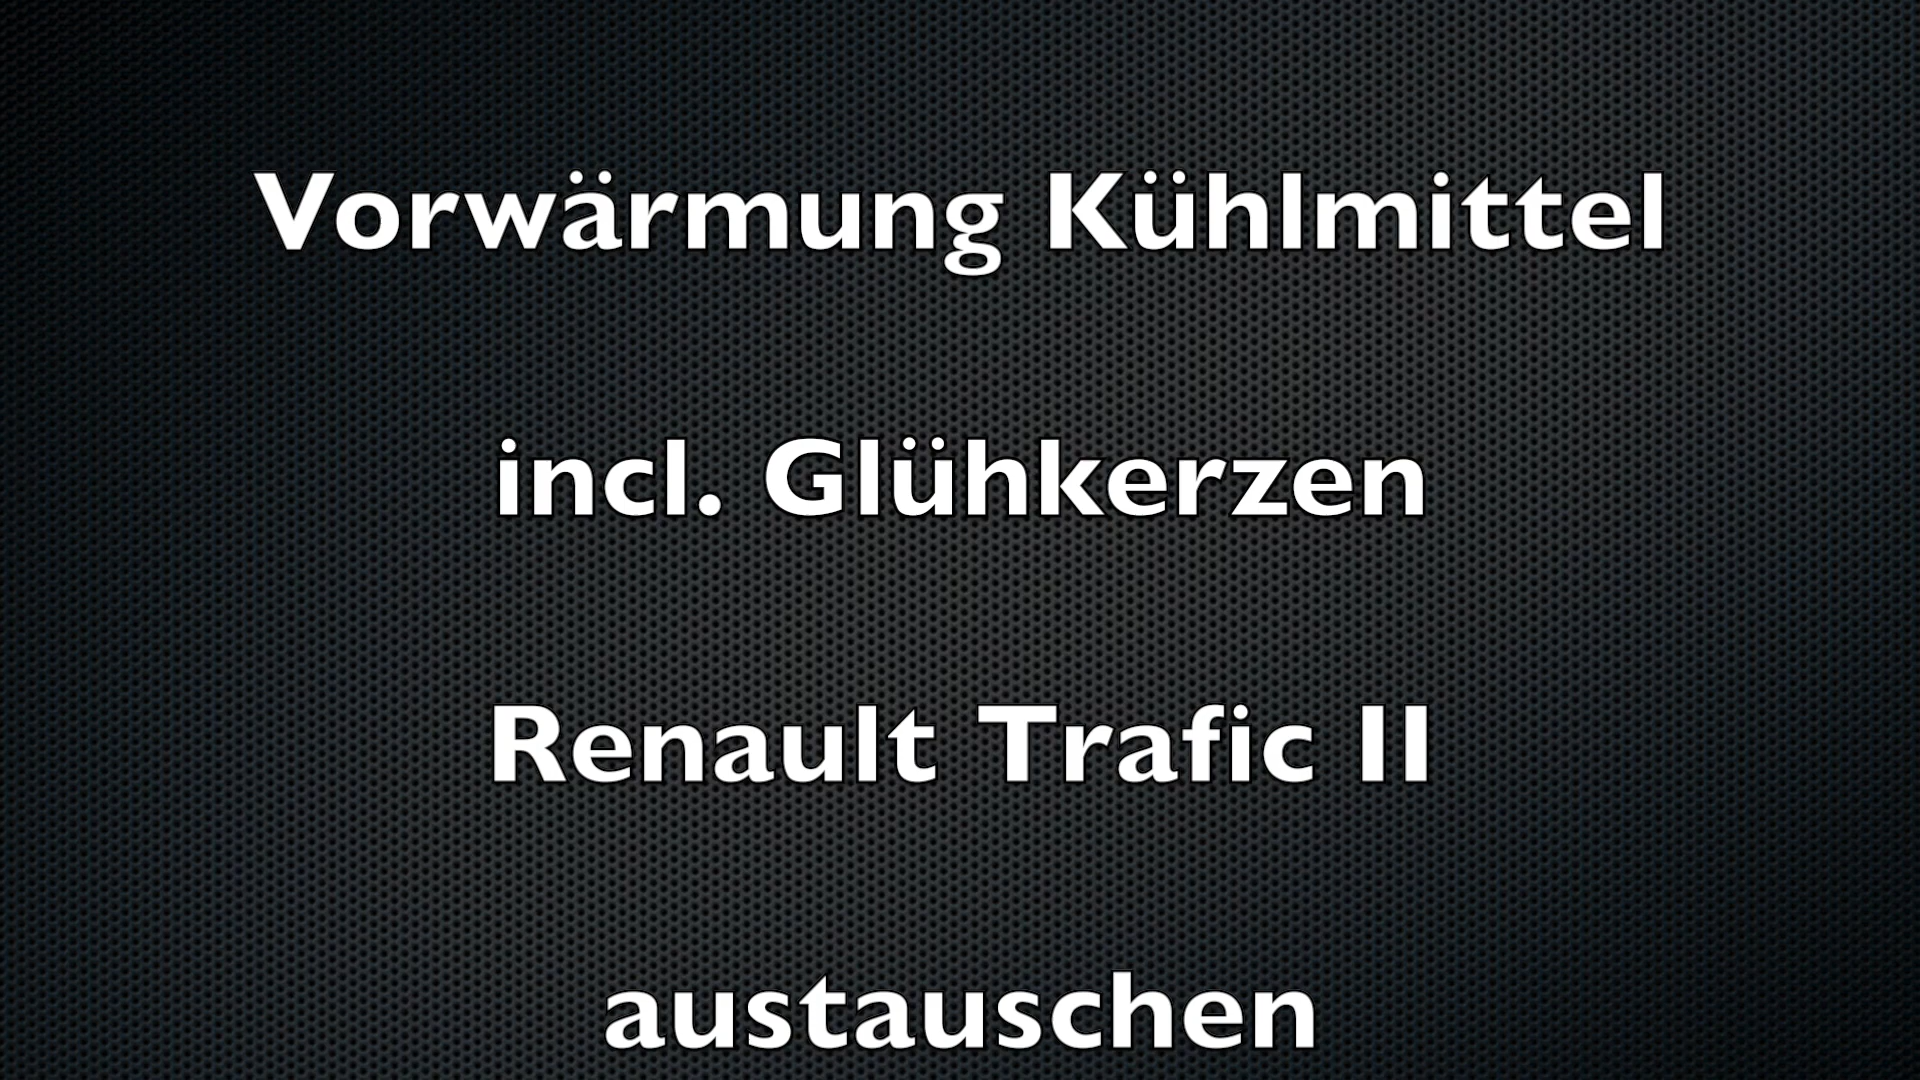 Vorwärmung Kühlmittel
incl. Glühkerzen
Renault Trafic II
austauschen